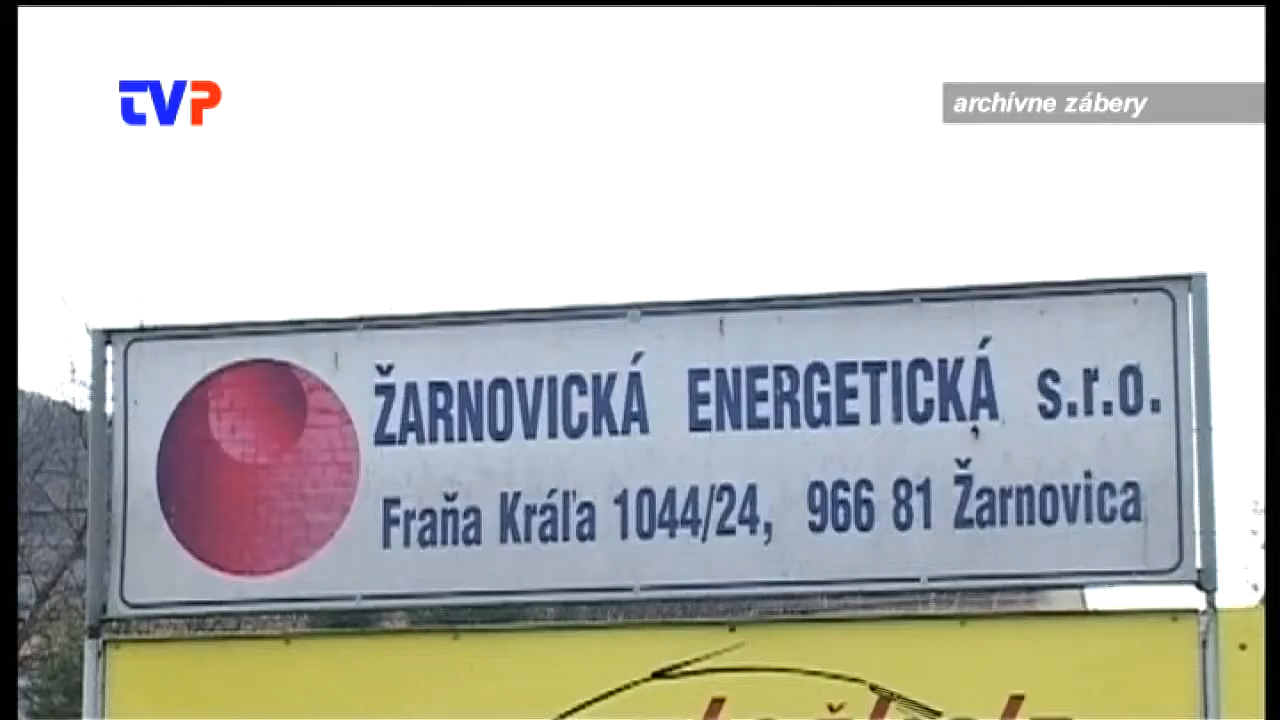 TVP
archívne zábery
ŽARNOVICKÁ ENERGETICKÁ s.r.o.
Fraňa Kráľa 1044/24, 966 81 Žarnovica